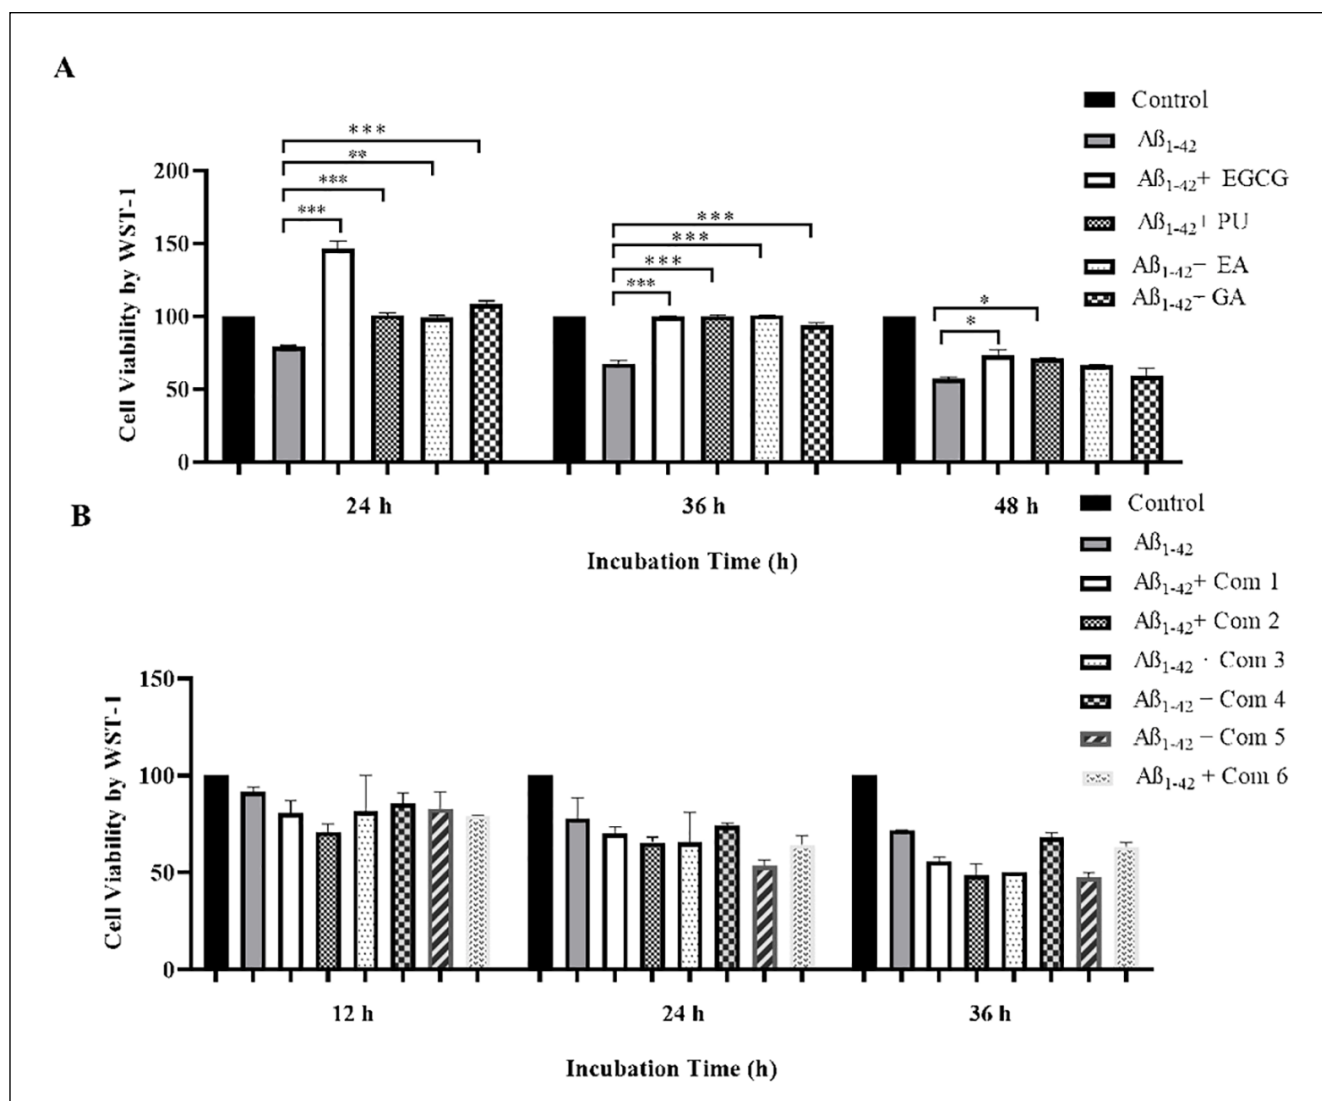 A
Control
Aß1-42
Aß1-42+ EGCG
Aß1-42+ PU
Aß1-42− EA
Aß1-42− GA
***
**
***
***
***
***
***
***
*
*
200
150
100
50
0
Cell Viability by WST-1
24 h
36 h
48 h
Incubation Time (h)
B
Control
Aß1-42
Aß1-42+ Com 1
Aß1-42+ Com 2
Aß1-42 · Com 3
Aß1-42 − Com 4
Aß1-42 − Com 5
Aß1-42 + Com 6
150
100
50
0
Cell Viability by WST-1
12 h
24 h
36 h
Incubation Time (h)